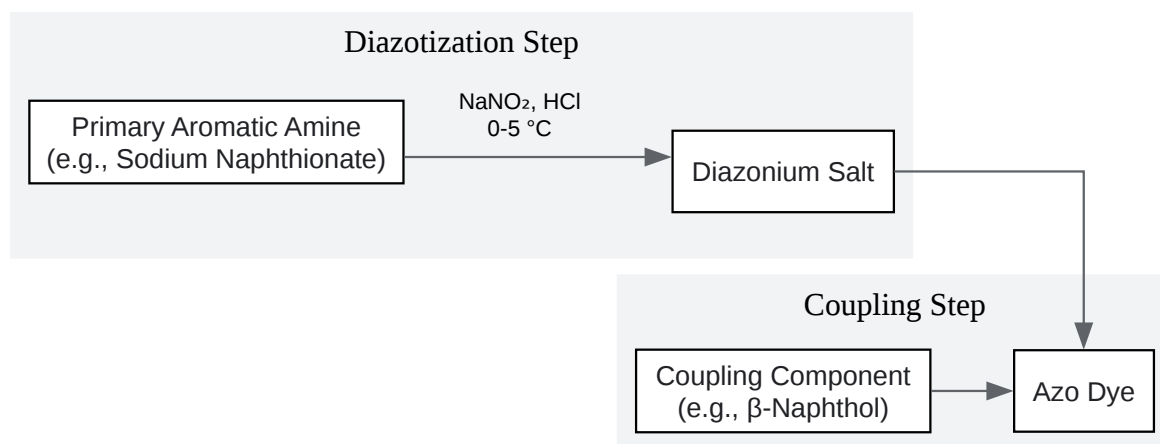 Diazotization Step
Primary Aromatic Amine
(e.g., Sodium Naphthionate)
NaNO₂, HCl
0-5 °C
Diazonium Salt
Coupling Step
Coupling Component
(e.g., β-Naphthol)
Azo Dye